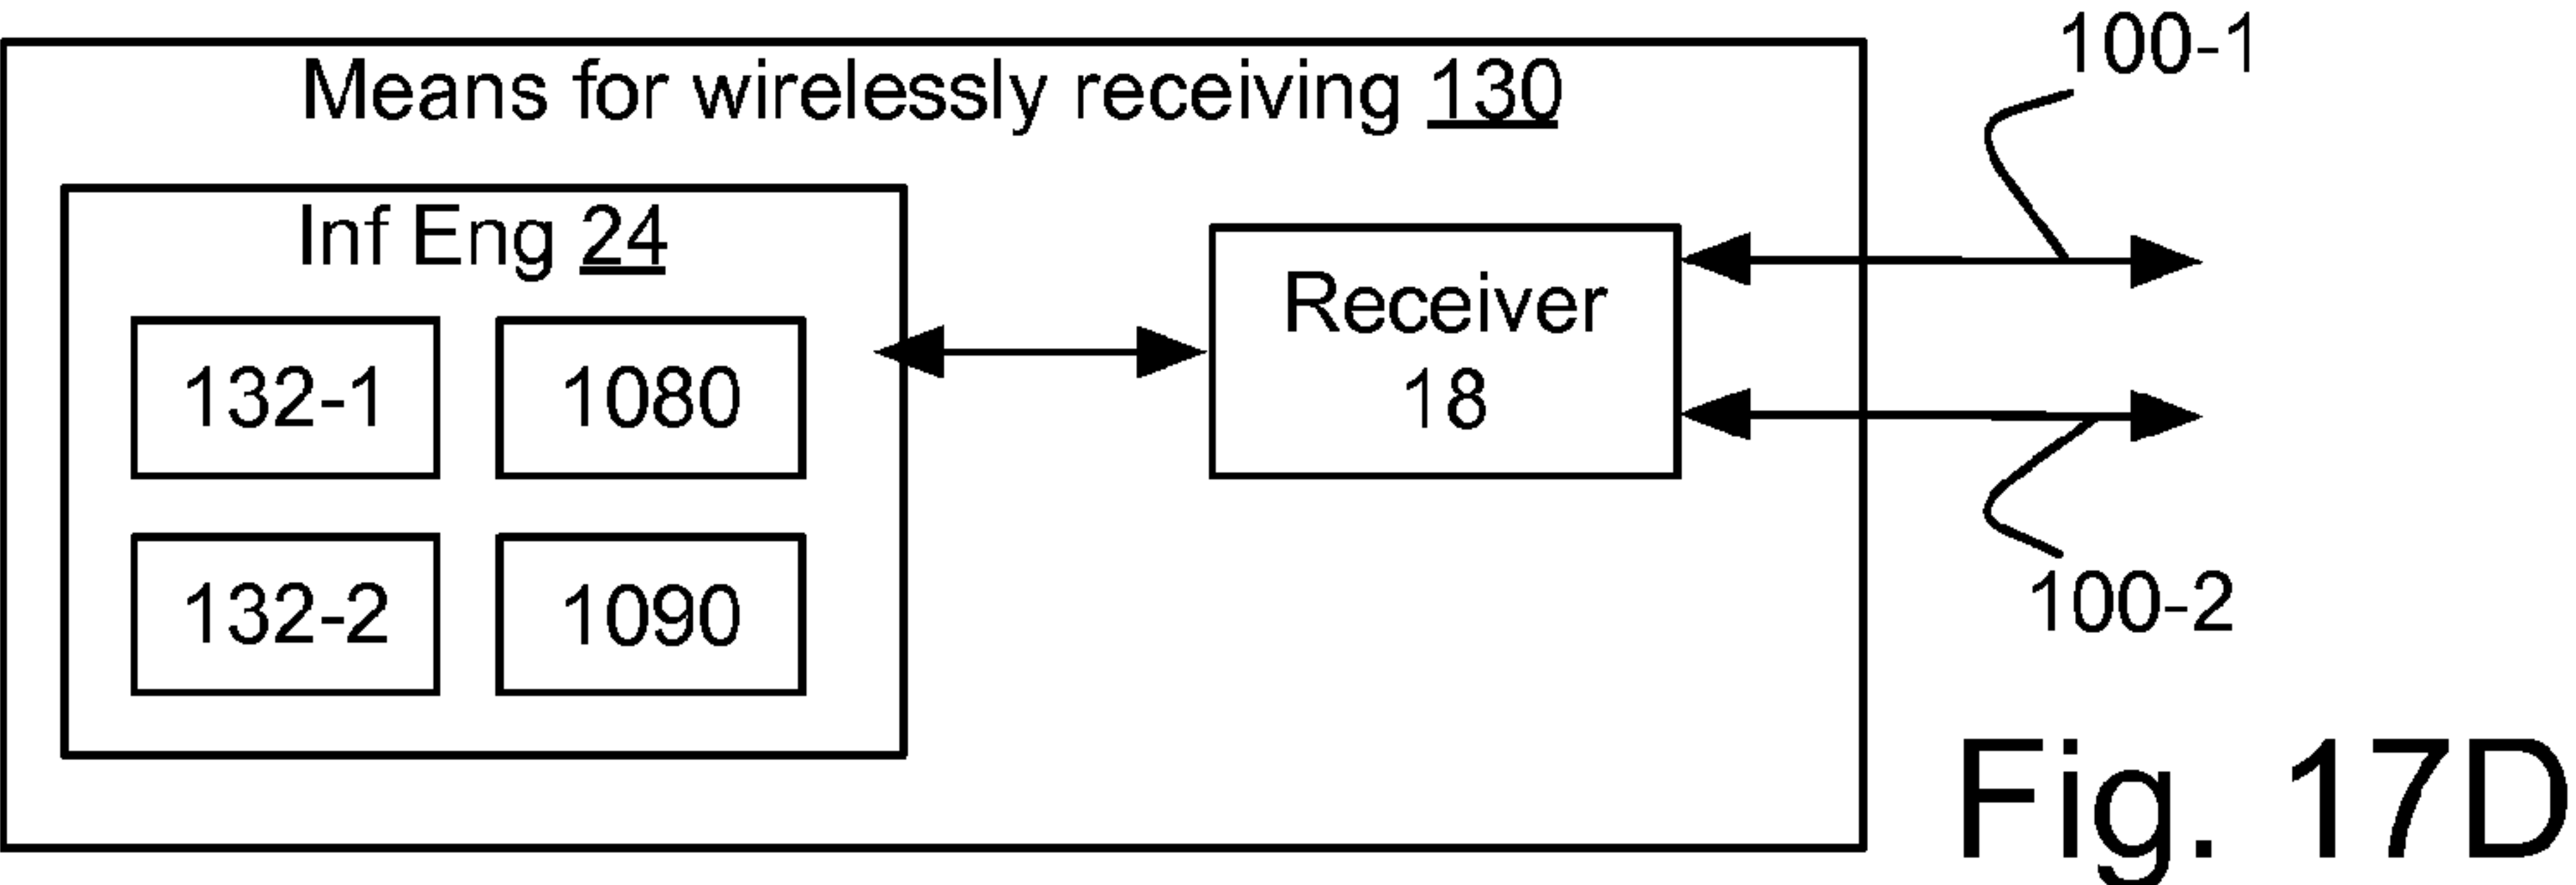 100-1
Means for wirelessly receiving 130
Inf Eng 24
Receiver
18
132-1
1080
132-2
1090
100-2
Fig. 17D